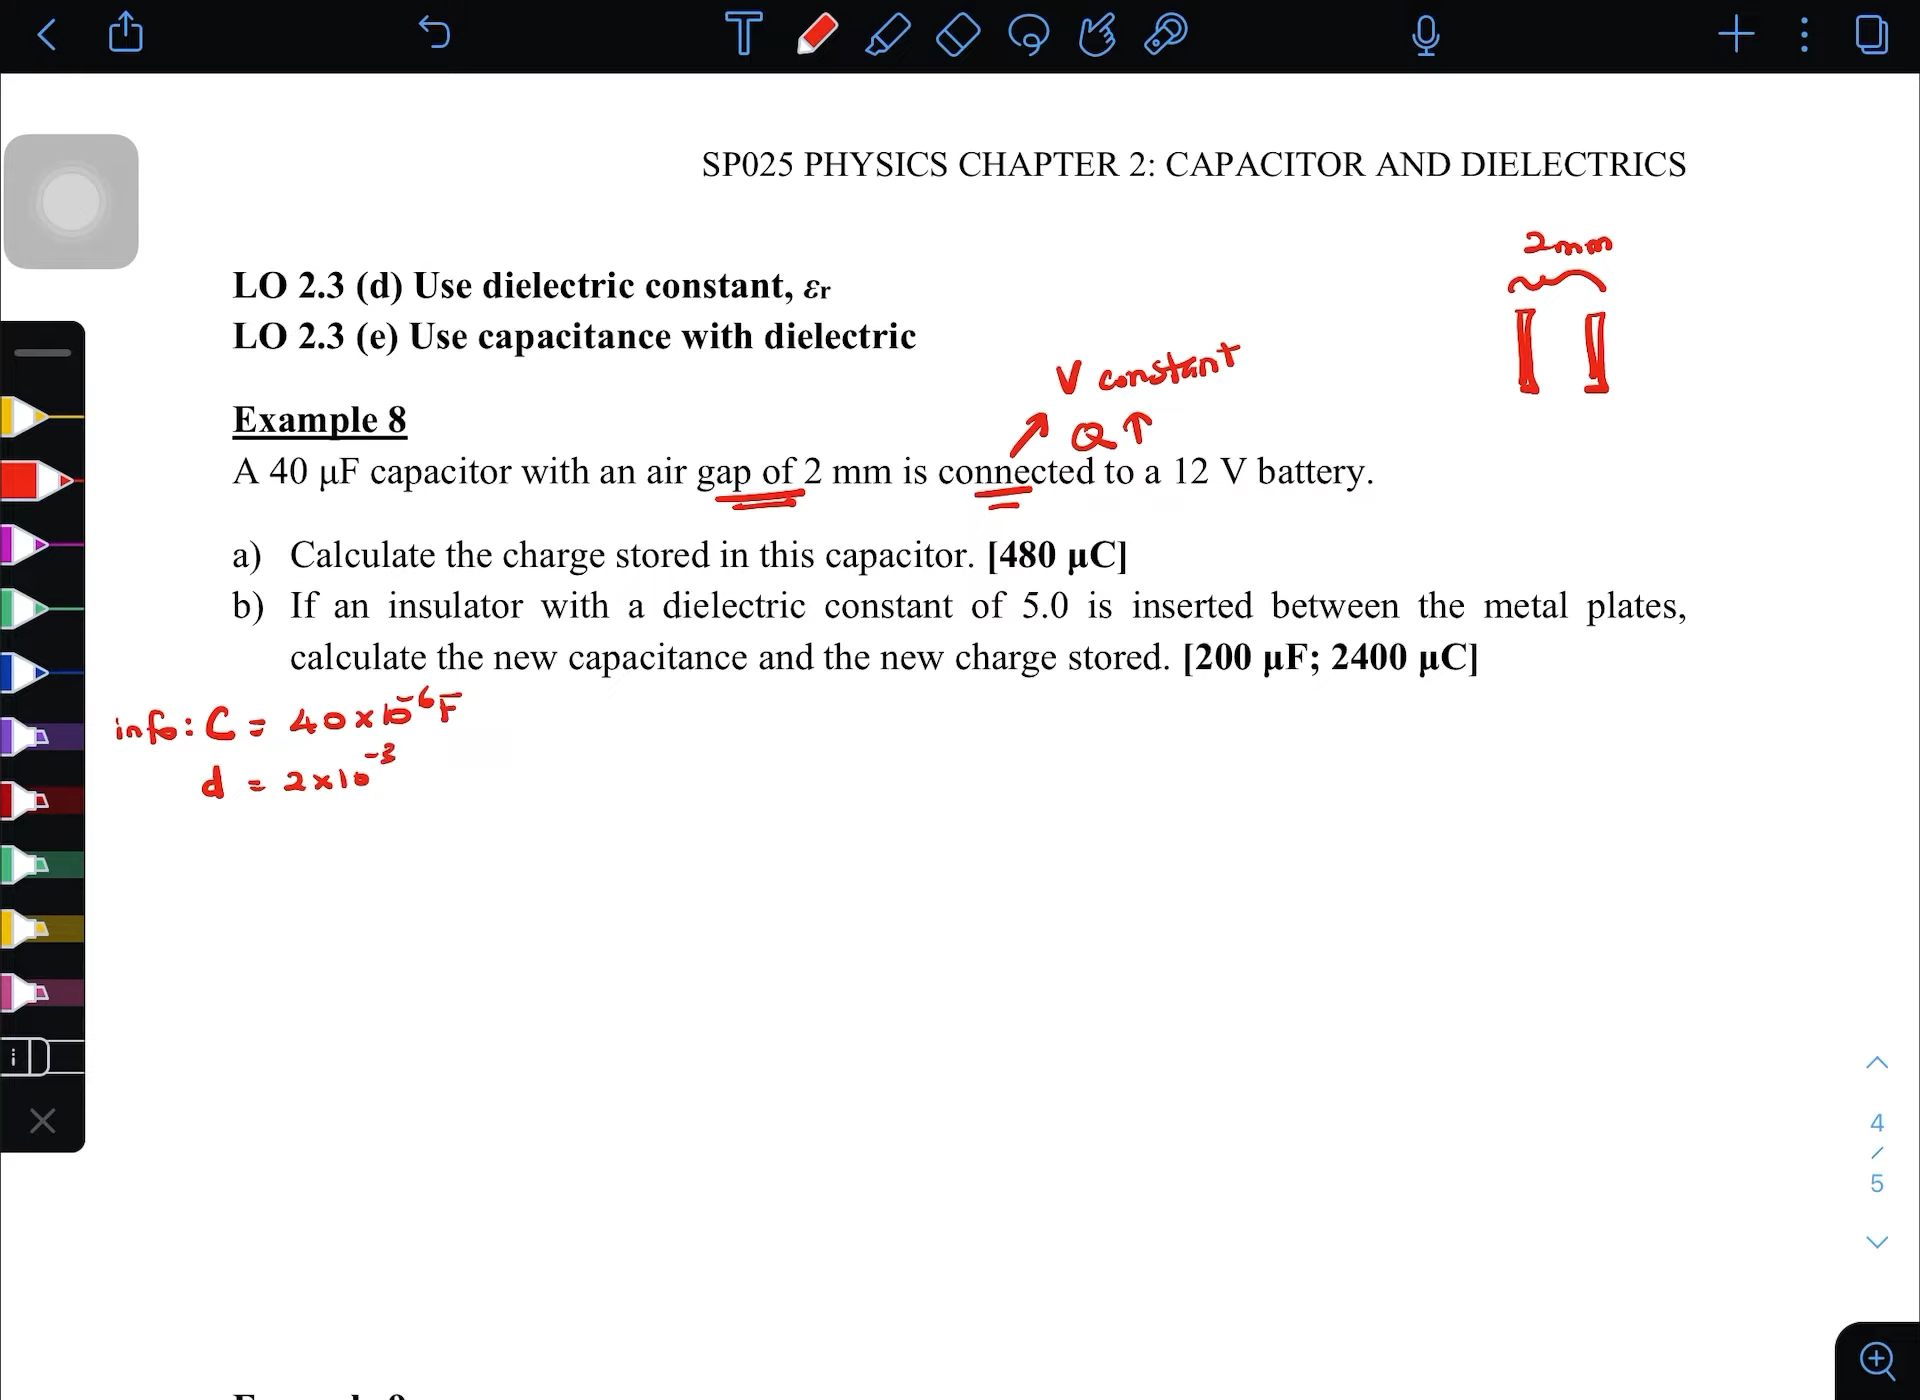 SP025 PHYSICS CHAPTER 2: CAPACITOR AND DIELECTRICS
2mm
LO 2.3 (d) Use dielectric constant, εr
LO 2.3 (e) Use capacitance with dielectric
V constant
Example 8
Q ↑
A 40 μF capacitor with an air gap of 2 mm is connected to a 12 V battery.
a) Calculate the charge stored in this capacitor. [480 μC]
b) If an insulator with a dielectric constant of 5.0 is inserted between the metal plates,
calculate the new capacitance and the new charge stored. [200 μF; 2400 μC]
info: C = 40 x 10⁻⁶ F
d = 2 x 10⁻³
4
/
5